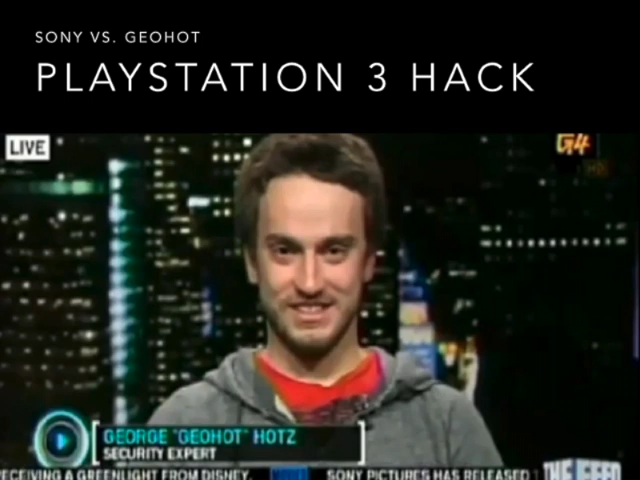 SONY VS. GEOHOT
PLAYSTATION 3 HACK
LIVE
G4
HD
GEORGE "GEOHOT" HOTZ
SECURITY EXPERT
ECEIVING A GREENLIGHT FROM DISNEY. SONY PICTURES HAS RELEASED
THE FEED